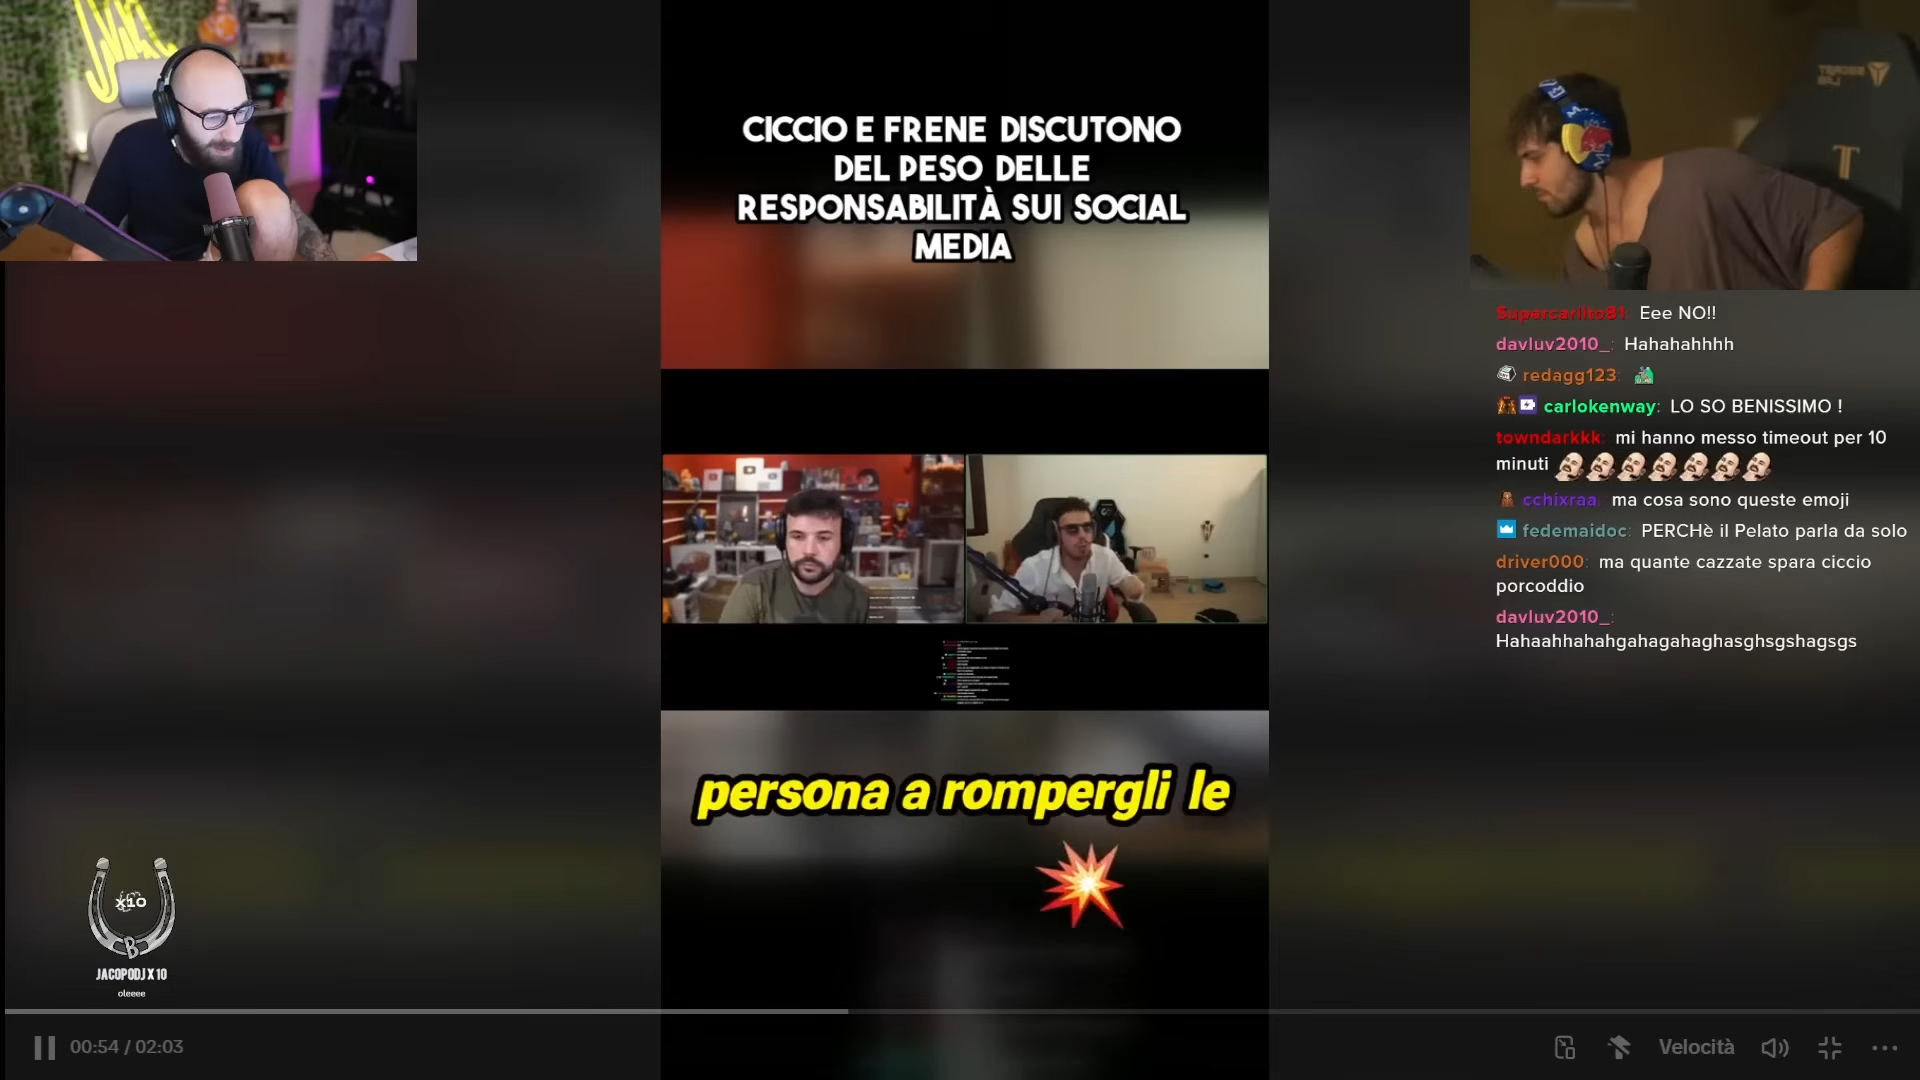 CICCIO E FRENE DISCUTONO
DEL PESO DELLE
RESPONSABILITÀ SUI SOCIAL
MEDIA
persona a rompergli le
Supercarlito81: Eee NO!!
davluv2010_: Hahahahhhh
redagg123:
carlokenway: LO SO BENISSIMO !
towndarkkk: mi hanno messo timeout per 10
minuti
cchixraa: ma cosa sono queste emoji
fedemaidoc: PERCHè il Pelato parla da solo
driver000: ma quante cazzate spara ciccio
porcoddio
davluv2010_:
Hahaahhahahgahagahaghasghsgshagsgs
x10
B
JACOPODJ X 10
oleeee
00:54 / 02:03
Velocità